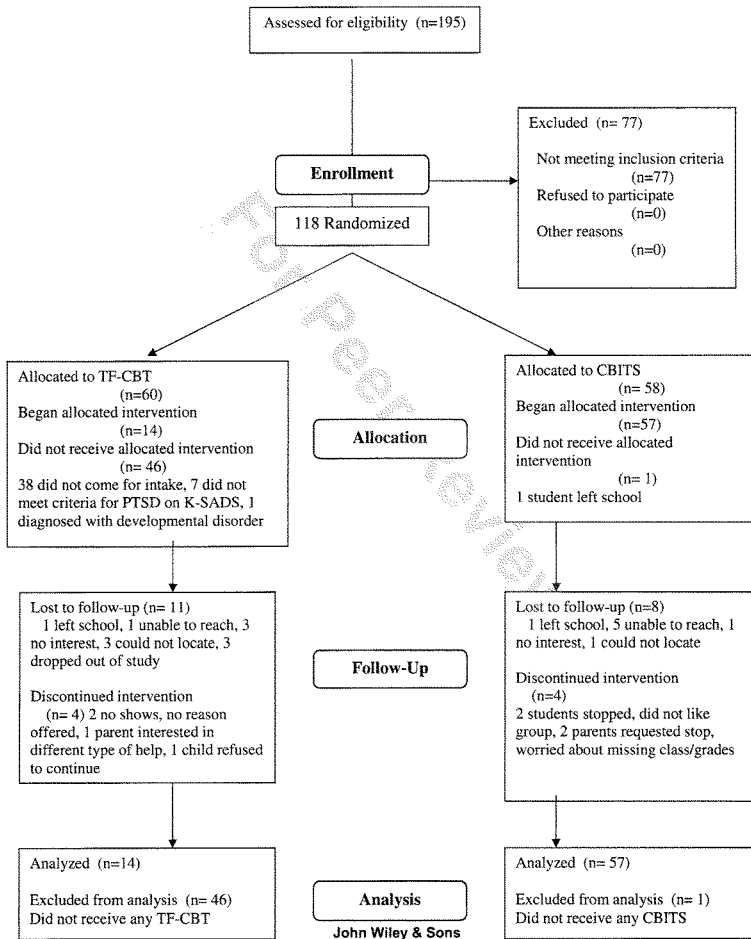 Assessed for eligibility (n=195)
Excluded (n= 77)
Not meeting inclusion criteria
(n=77)
Refused to participate
(n=0)
Other reasons
(n=0)
Enrollment
118 Randomized
For Peer Review
Allocated to TF-CBT
(n=60)
Began allocated intervention
(n=14)
Did not receive allocated intervention
(n= 46)
38 did not come for intake, 7 did not
meet criteria for PTSD on K-SADS, 1
diagnosed with developmental disorder
Allocation
Allocated to CBITS
(n= 58)
Began allocated intervention
(n=57)
Did not receive allocated
intervention
(n= 1)
1 student left school
Lost to follow-up (n= 11)
1 left school, 1 unable to reach, 3
no interest, 3 could not locate, 3
dropped out of study
Discontinued intervention
(n= 4) 2 no shows, no reason
offered, 1 parent interested in
different type of help, 1 child refused
to continue
Follow-Up
Lost to follow-up (n=8)
1 left school, 5 unable to reach, 1
no interest, 1 could not locate
Discontinued intervention
(n=4)
2 students stopped, did not like
group, 2 parents requested stop,
worried about missing class/grades
Analyzed (n=14)
Excluded from analysis (n= 46)
Did not receive any TF-CBT
Analysis
Analyzed (n= 57)
Excluded from analysis (n= 1)
Did not receive any CBITS
John Wiley & Sons